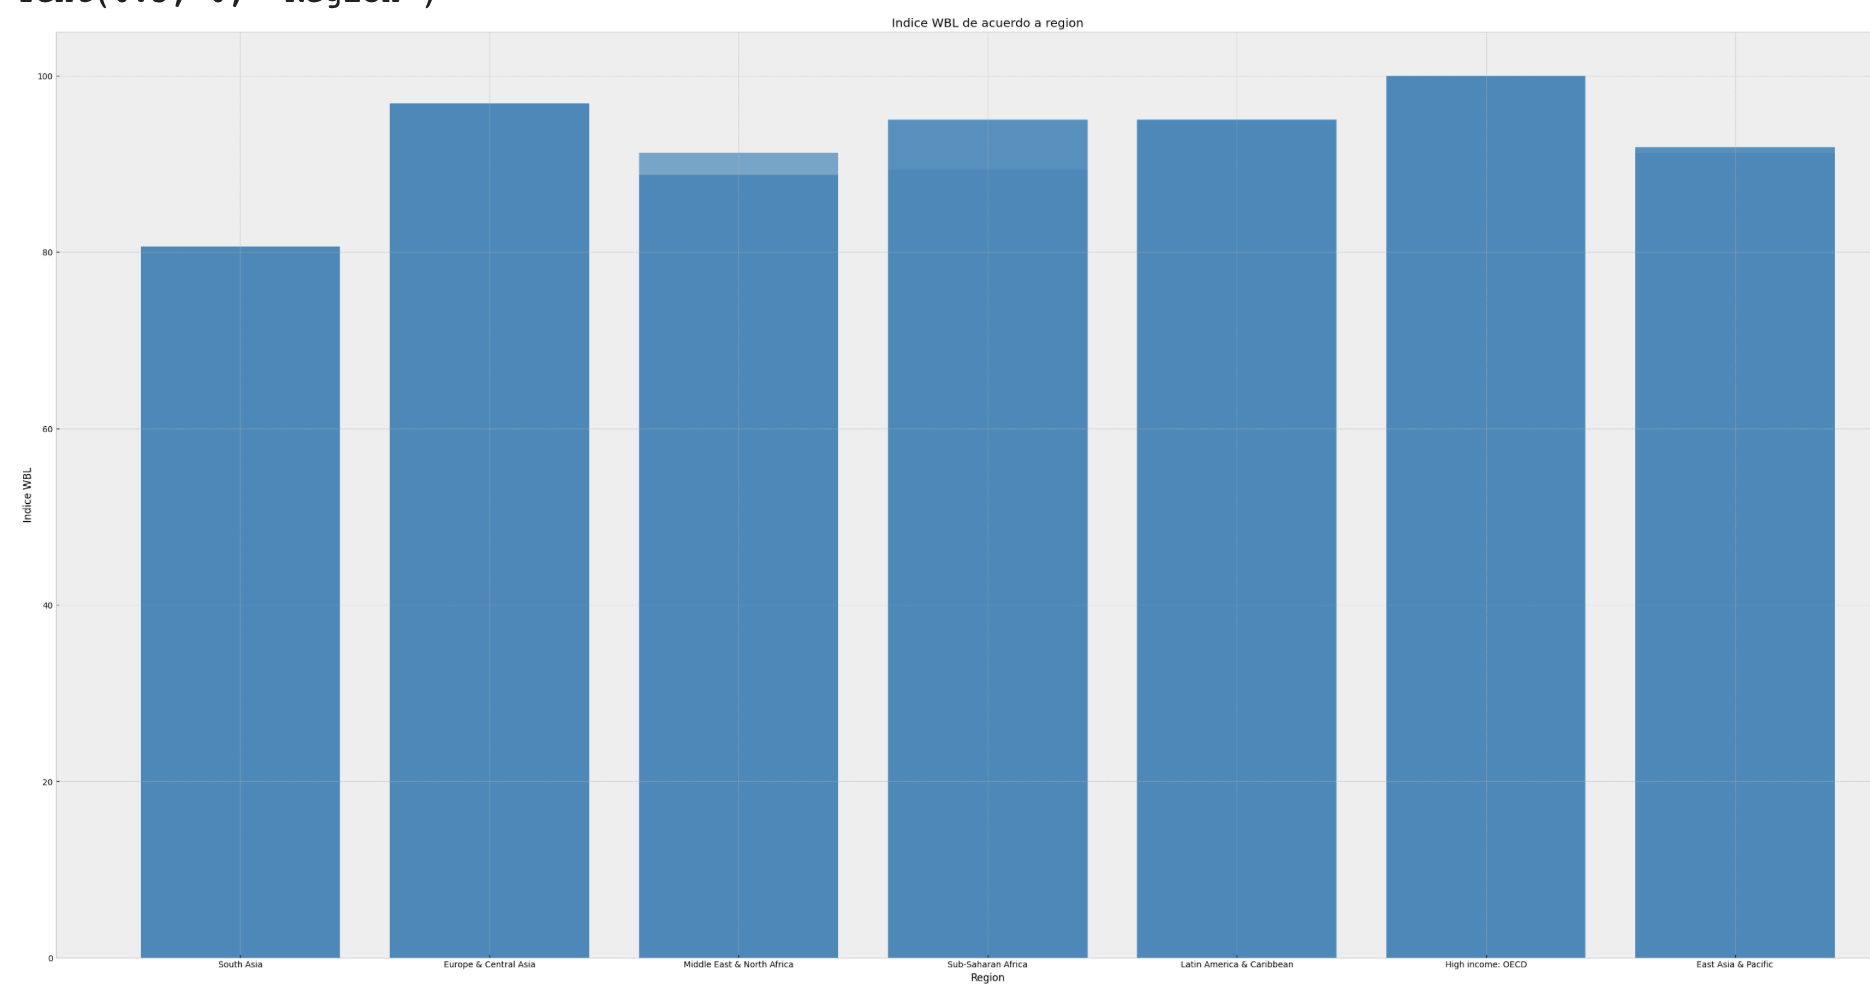 Indice WBL de acuerdo a region
100
80
60
40
20
0
Indice WBL
South Asia
Europe & Central Asia
Middle East & North Africa
Sub-Saharan Africa
Latin America & Caribbean
High income: OECD
East Asia & Pacific
Region